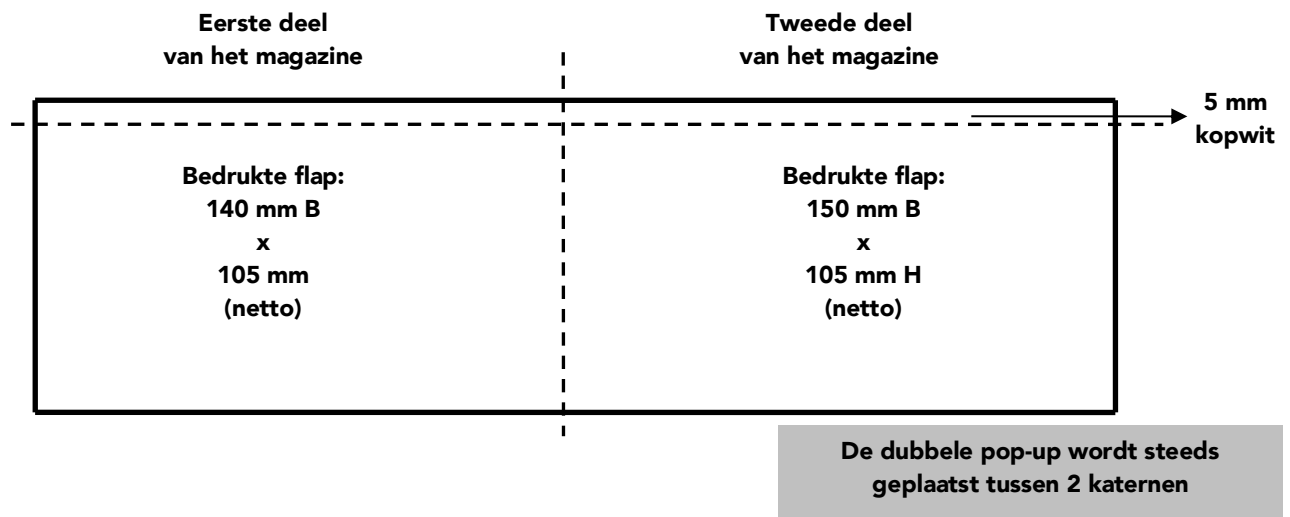 Eerste deel
van het magazine
Tweede deel
van het magazine
5 mm
kopwit
Bedrukte flap:
140 mm B
x
105 mm
(netto)
Bedrukte flap:
150 mm B
x
105 mm H
(netto)
De dubbele pop-up wordt steeds
geplaatst tussen 2 katernen